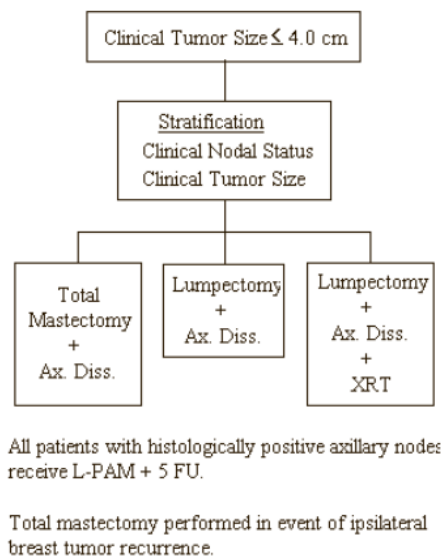 Clinical Tumor Size ≤ 4.0 cm
Stratification
Clinical Nodal Status
Clinical Tumor Size
Total
Mastectomy
+
Ax. Diss.
Lumpectomy
+
Ax. Diss.
Lumpectomy
+
Ax. Diss.
+
XRT
All patients with histologically positive axillary nodes
receive L-PAM + 5 FU.
Total mastectomy performed in event of ipsilateral
breast tumor recurrence.